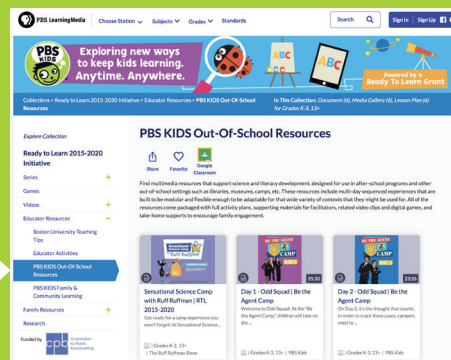 PBS LearningMedia
Choose Station
Subjects
Grades
Standards
Search
Sign In | Sign Up
PBS KIDS
Exploring new ways
to keep kids learning.
Anytime. Anywhere.
ABC
ABC
Powered by a
Ready To Learn Grant
Collections > Ready to Learn 2015-2020 Initiative > Educator Resources > PBS KIDS Out-Of-School
Resources
In This Collection: Document (6), Media Gallery (6), Lesson Plan (6)
for Grades K-3, 13+
Explore Collection
Ready to Learn 2015-2020
Initiative
Series +
Games
Videos +
Educator Resources −
Boston University Teaching
Tips
Educator Activities
PBS KIDS Out-Of-School
Resources
PBS KIDS Family &
Community Learning
Family Resources +
Research
Funded by
cpb Corporation
for Public
Broadcasting
PBS KIDS Out-Of-School Resources
Share
Favorite
Google
Classroom
Find multimedia resources that support science and literacy development, designed for use in after-school programs and other
out-of-school settings such as libraries, museums, camps, etc. These resources include multi-day sequenced experiences that are
built to be modular and flexible enough to be adaptable for that wide variety of contexts that they might be used for. All of the
resources come packaged with full activity plans, supporting materials for facilitators, related video-clips and digital games, and
take-home supports to encourage family engagement.
Sensational
Science Camp
Ruff Ruffman
Sensational Science Camp
with Ruff Ruffman | RTL
2015-2020
Get ready for a camp experience you
won't forget! At Sensational Science...
| Grades K-2, 13+
| The Ruff Ruffman Show
BE THE AGENT
CAMP
DAY 1
35:10
Day 1 - Odd Squad | Be the
Agent Camp
Welcome to Odd Squad! At the "Be
the Agent Camp," children will take on
the ...
| Grades K-3, 13+ | PBS Kids
BE THE AGENT
CAMP
DAY 2
23:26
Day 2 - Odd Squad | Be the
Agent Camp
On Day 2, it's the thought that counts.
In order to crack these cases, campers
need to ...
| Grades K-3, 13+ | PBS Kids